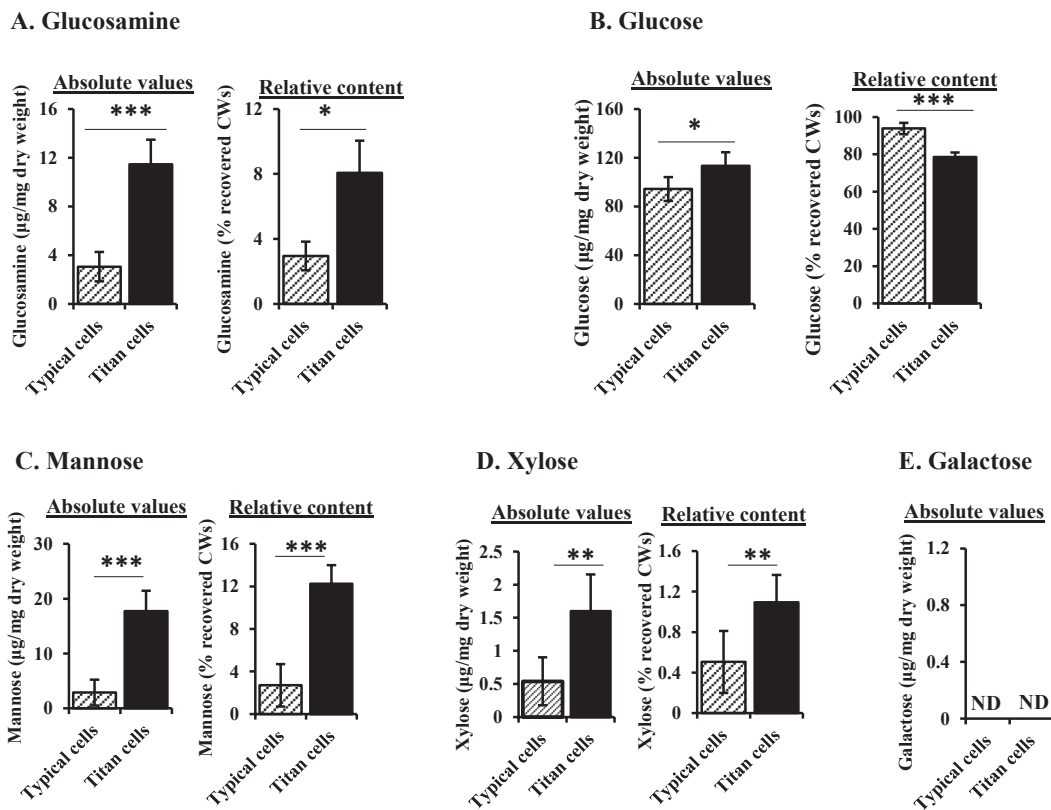 A. Glucosamine
Absolute values
Glucosamine (µg/mg dry weight)
16
12
8
4
0
***
Typical cells
Titan cells
Relative content
Glucosamine (% recovered CWs)
12
8
4
0
*
Typical cells
Titan cells
B. Glucose
Absolute values
Glucose (µg/mg dry weight)
160
120
80
40
0
*
Typical cells
Titan cells
Relative content
Glucose (% recovered CWs)
100
80
60
40
20
0
***
Typical cells
Titan cells
C. Mannose
Absolute values
Mannose (µg/mg dry weight)
30
20
10
0
***
Typical cells
Titan cells
Relative content
Mannose (% recovered CWs)
16
12
8
4
0
***
Typical cells
Titan cells
D. Xylose
Absolute values
Xylose (µg/mg dry weight)
2.5
2
1.5
1
0.5
0
**
Typical cells
Titan cells
Relative content
Xylose (% recovered CWs)
1.6
1.2
0.8
0.4
0
**
Typical cells
Titan cells
E. Galactose
Absolute values
Galactose (µg/mg dry weight)
1.2
0.8
0.4
0
ND
ND
Typical cells
Titan cells